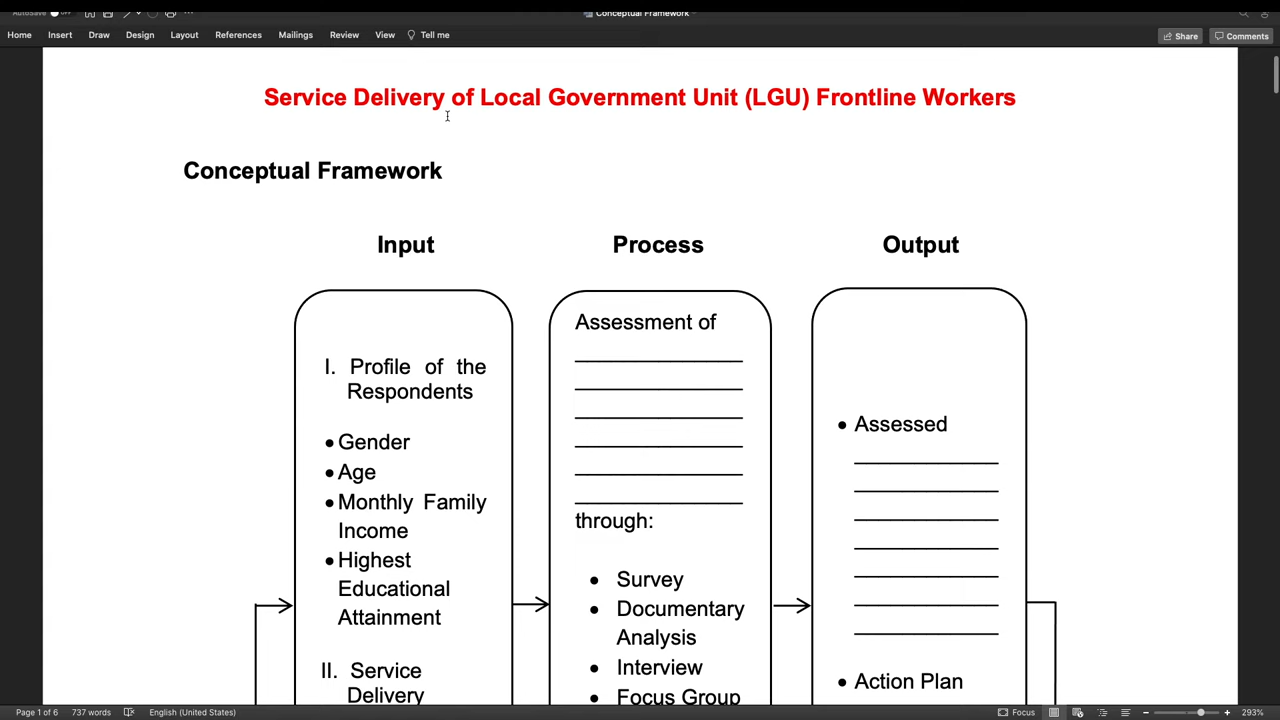 AutoSave OFF
Conceptual Framework
Home Insert Draw Design Layout References Mailings Review View Tell me Share Comments
Service Delivery of Local Government Unit (LGU) Frontline Workers
Conceptual Framework
Input Process Output
I. Profile of the
Respondents
• Gender
• Age
• Monthly Family
Income
• Highest
Educational
Attainment
II. Service
Delivery
Assessment of
through:
• Survey
• Documentary
Analysis
• Interview
• Focus Group
• Assessed
• Action Plan
Page 1 of 6 737 words English (United States) Focus 293%